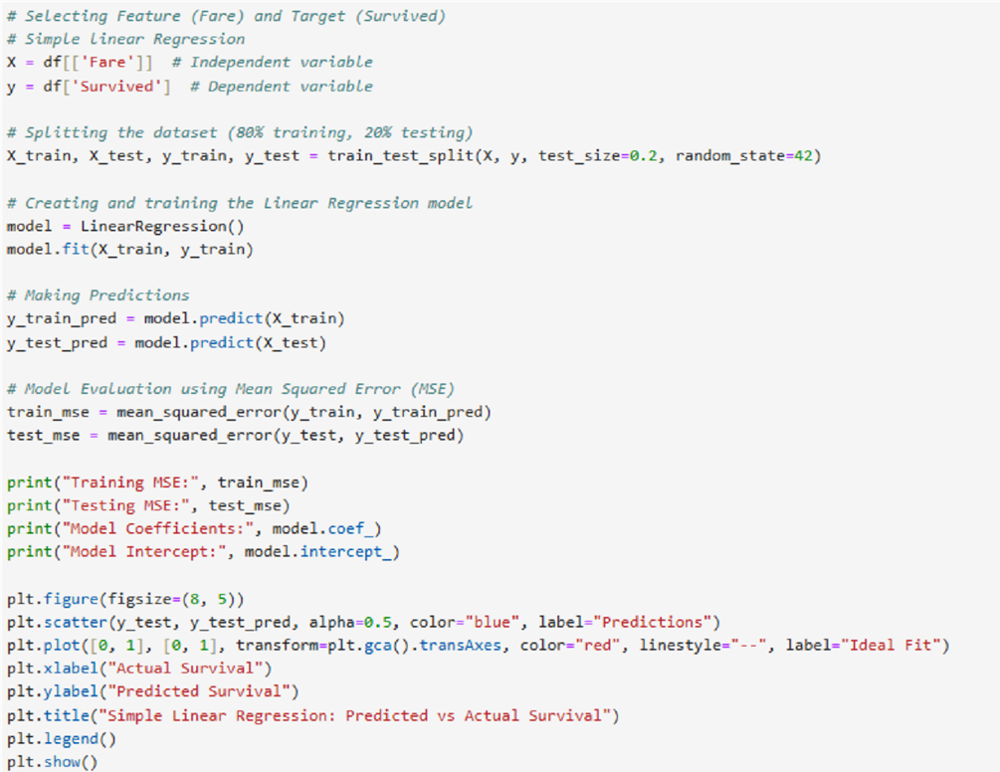 # Selecting Feature (Fare) and Target (Survived)
# Simple linear Regression
X = df[['Fare']]  # Independent variable
y = df['Survived']  # Dependent variable
# Splitting the dataset (80% training, 20% testing)
X_train, X_test, y_train, y_test = train_test_split(X, y, test_size=0.2, random_state=42)
# Creating and training the Linear Regression model
model = LinearRegression()
model.fit(X_train, y_train)
# Making Predictions
y_train_pred = model.predict(X_train)
y_test_pred = model.predict(X_test)
# Model Evaluation using Mean Squared Error (MSE)
train_mse = mean_squared_error(y_train, y_train_pred)
test_mse = mean_squared_error(y_test, y_test_pred)
print("Training MSE:", train_mse)
print("Testing MSE:", test_mse)
print("Model Coefficients:", model.coef_)
print("Model Intercept:", model.intercept_)
plt.figure(figsize=(8, 5))
plt.scatter(y_test, y_test_pred, alpha=0.5, color="blue", label="Predictions")
plt.plot([0, 1], [0, 1], transform=plt.gca().transAxes, color="red", linestyle="--", label="Ideal Fit")
plt.xlabel("Actual Survival")
plt.ylabel("Predicted Survival")
plt.title("Simple Linear Regression: Predicted vs Actual Survival")
plt.legend()
plt.show()